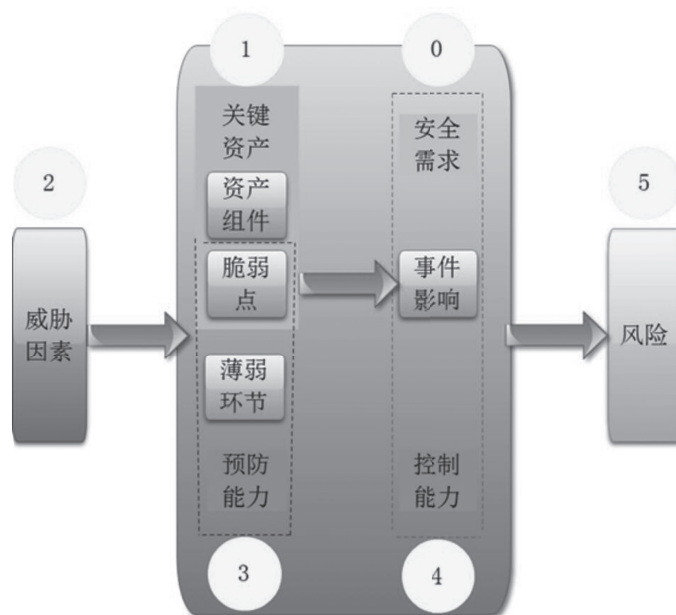 1
0
关键
资产
安全
需求
2
5
资产
组件
脆弱
点
事件
影响
威胁
因素
风险
薄弱
环节
预防
能力
控制
能力
3
4